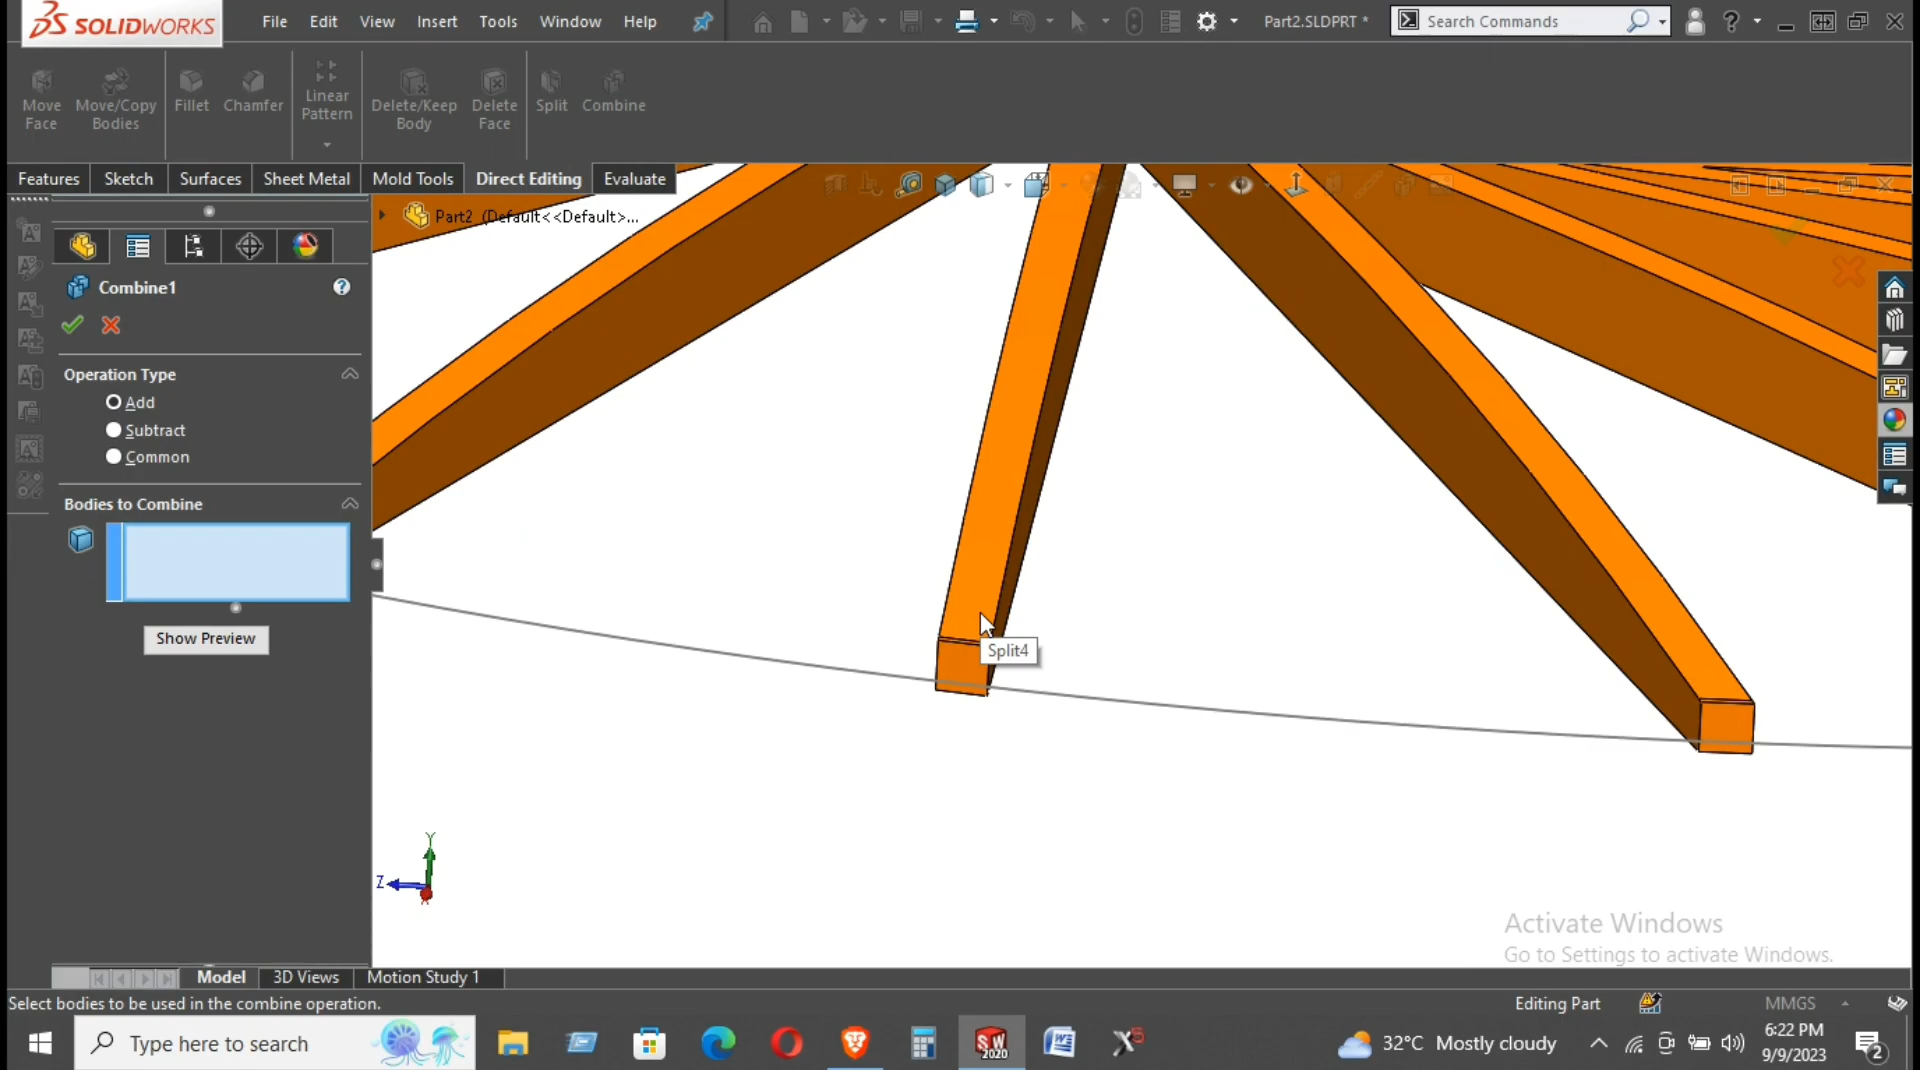 SOLIDWORKS File Edit View Insert Tools Window Help Part2.SLDPRT * Search Commands ?
Move Face Move/Copy Bodies Fillet Chamfer Linear Pattern Delete/Keep Body Delete Face Split Combine
Features Sketch Surfaces Sheet Metal Mold Tools Direct Editing Evaluate
Part2 (Default<<Default>...
Combine1 ?
Operation Type
Add
Subtract
Common
Bodies to Combine
Show Preview
Split4
Y
Z
Activate Windows
Go to Settings to activate Windows.
Model 3D Views Motion Study 1
Select bodies to be used in the combine operation. Editing Part MMGS
Type here to search SW 2020 32°C Mostly cloudy 6:22 PM
9/9/2023 2